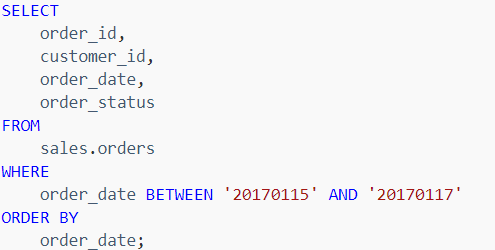 SELECT
    order_id,
    customer_id,
    order_date,
    order_status
FROM
    sales.orders
WHERE
    order_date BETWEEN '20170115' AND '20170117'
ORDER BY
    order_date;